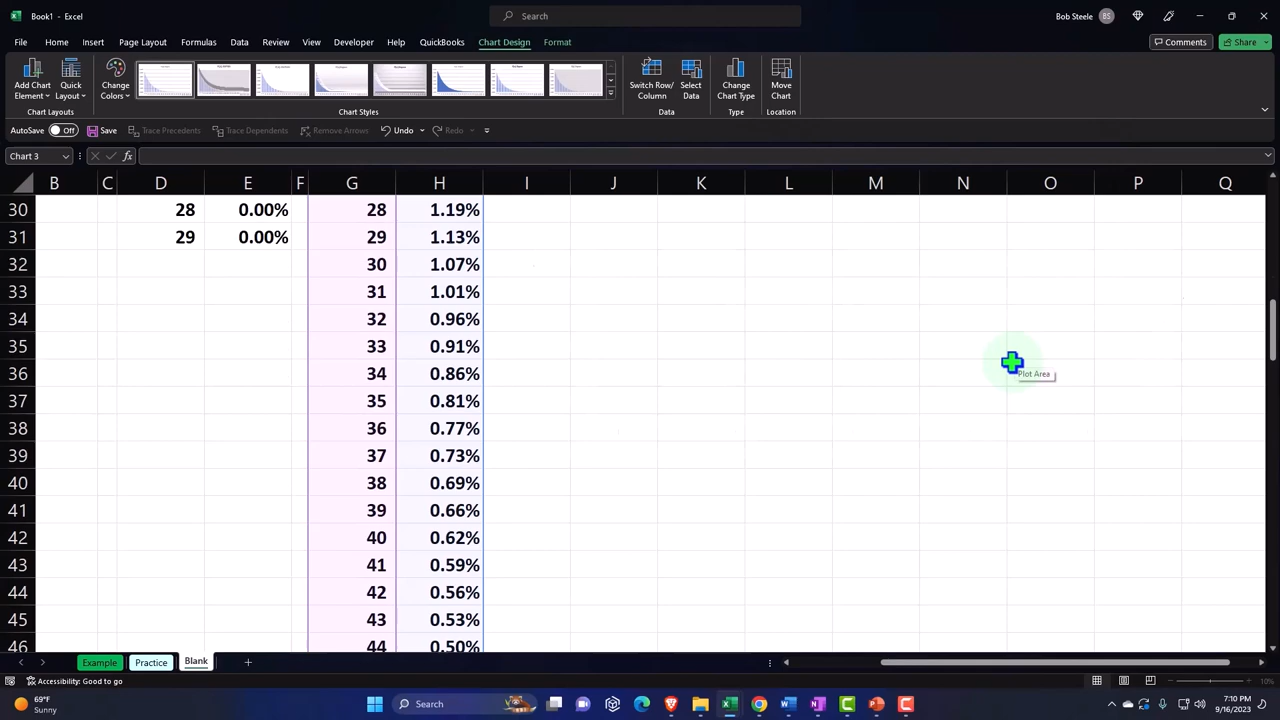 Book1 - Excel
Search
Bob Steele
BS
File Home Insert Page Layout Formulas Data Review View Developer Help QuickBooks Chart Design Format
Comments
Share
Add Chart Element
Quick Layout
Change Colors
Switch Row/ Column
Select Data
Change Chart Type
Move Chart
Chart Layouts Chart Styles Data Type Location
AutoSave Off Save Trace Precedents Trace Dependents Remove Arrows Undo Redo
Chart 3 fx
B C D E F G H I J K L M N O P Q
30 28 0.00% 28 1.19%
31 29 0.00% 29 1.13%
32 30 1.07%
33 31 1.01%
34 32 0.96%
35 33 0.91%
36 34 0.86%
Plot Area
37 35 0.81%
38 36 0.77%
39 37 0.73%
40 38 0.69%
41 39 0.66%
42 40 0.62%
43 41 0.59%
44 42 0.56%
45 43 0.53%
46 44 0.50%
Example Practice Blank
Accessibility: Good to go
10%
69°F
Sunny
Search
7:10 PM
9/16/2023